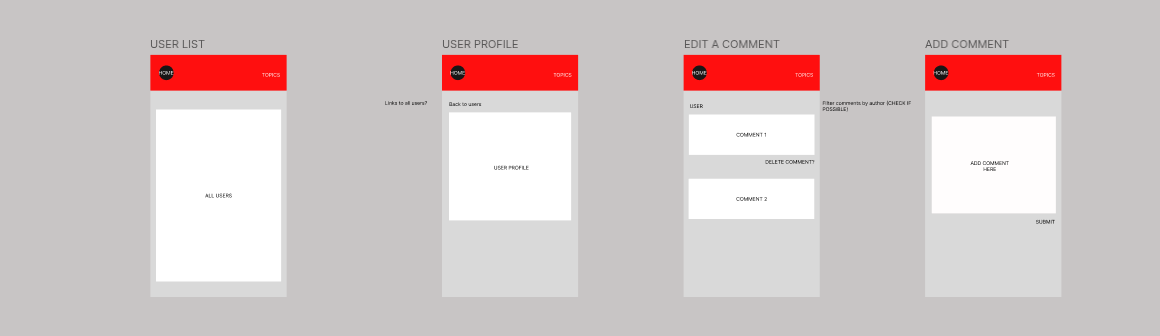 USER LIST
HOME
TOPICS
ALL USERS
Links to all users?
USER PROFILE
HOME
TOPICS
Back to users
USER PROFILE
EDIT A COMMENT
HOME
TOPICS
USER
COMMENT 1
DELETE COMMENT?
COMMENT 2
Filter comments by author (CHECK IF
POSSIBLE)
ADD COMMENT
HOME
TOPICS
ADD COMMENT
HERE
SUBMIT